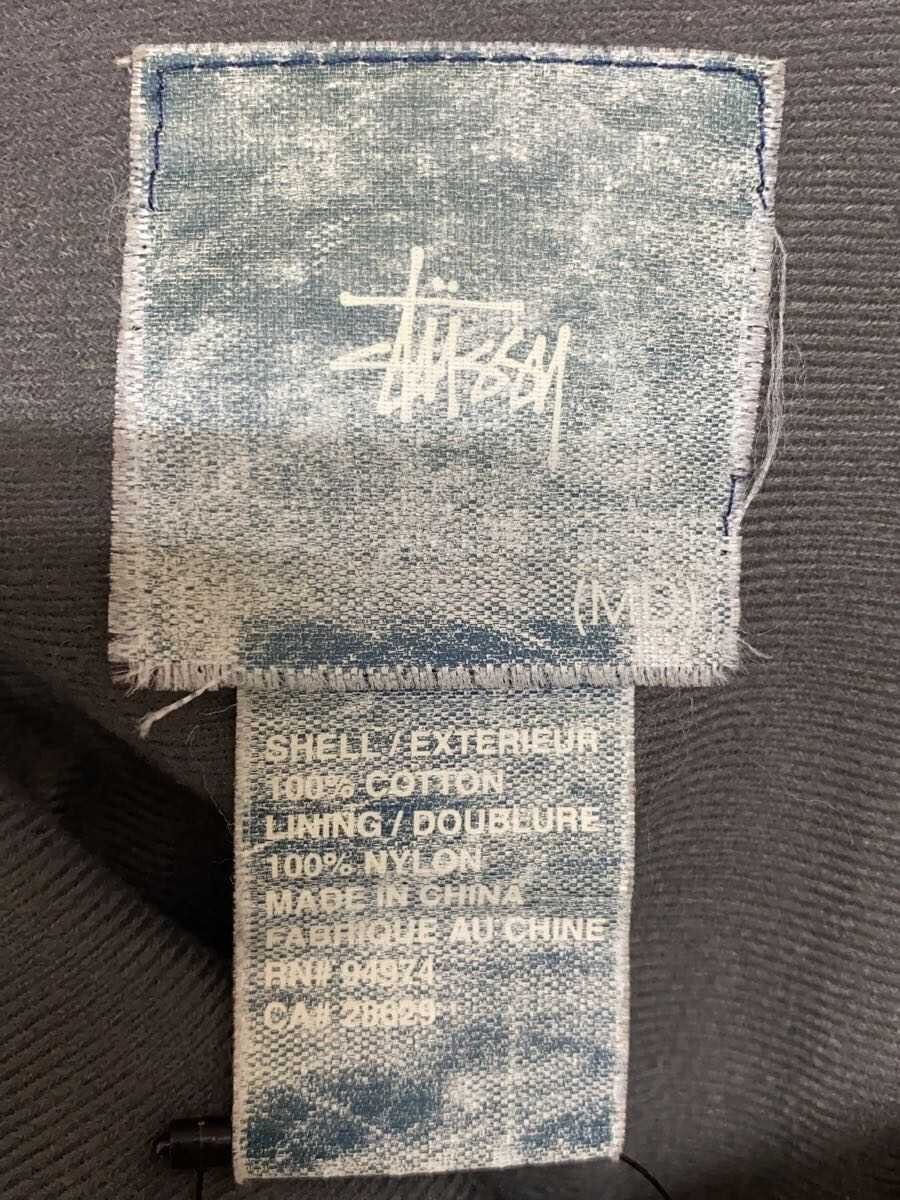 Stüssy
(MD)
SHELL / EXTERIEUR
100% COTTON
LINING / DOUBLURE
100% NYLON
MADE IN CHINA
FABRIQUE AU CHINE
RN# 94974
CA# 28629